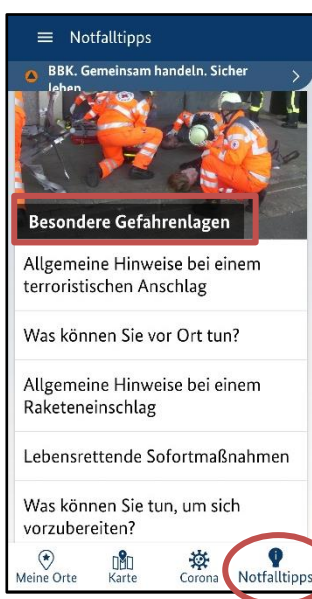 Notfalltipps
BBK. Gemeinsam handeln. Sicher
leben
Besondere Gefahrenlagen
Allgemeine Hinweise bei einem
terroristischen Anschlag
Was können Sie vor Ort tun?
Allgemeine Hinweise bei einem
Raketeneinschlag
Lebensrettende Sofortmaßnahmen
Was können Sie tun, um sich
vorzubereiten?
Meine Orte Karte Corona Notfalltipps